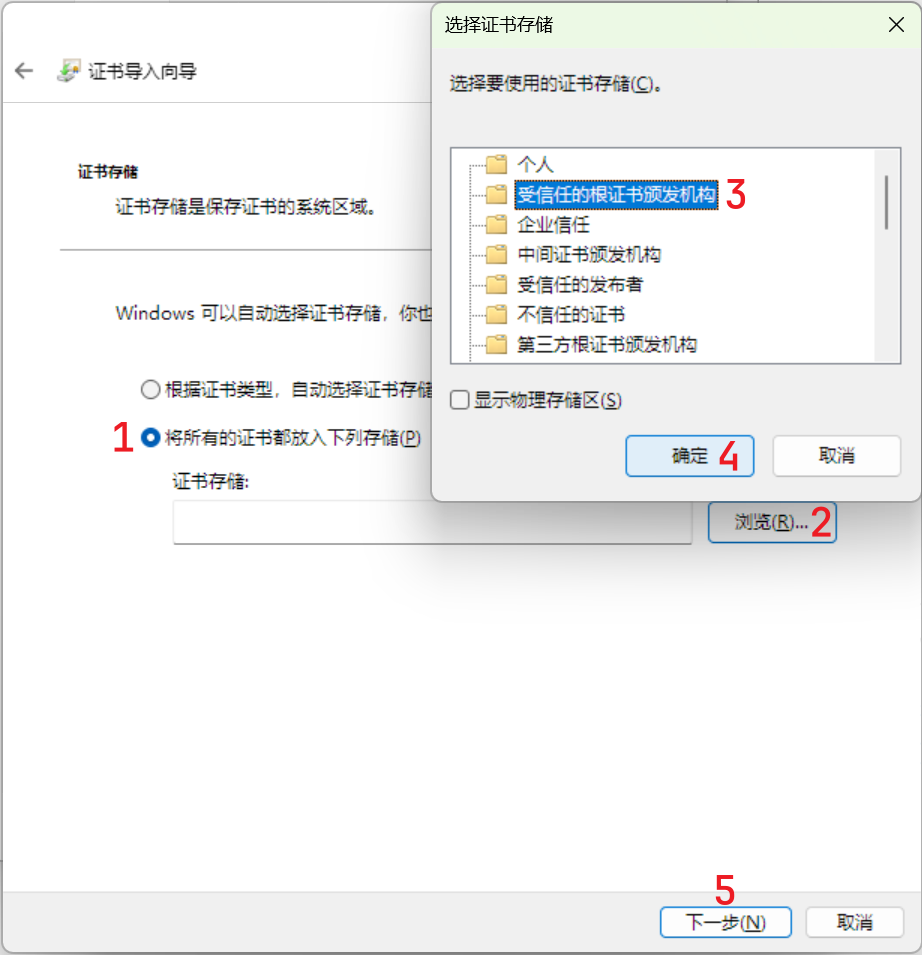 证书导入向导
证书存储
证书存储是保存证书的系统区域。
Windows 可以自动选择证书存储，你也
根据证书类型，自动选择证书存储
1 将所有的证书都放入下列存储(P)
证书存储:
浏览(R)... 2
选择证书存储
选择要使用的证书存储(C)。
个人
受信任的根证书颁发机构 3
企业信任
中间证书颁发机构
受信任的发布者
不信任的证书
第三方根证书颁发机构
显示物理存储区(S)
确定 4 取消
5
下一步(N) 取消